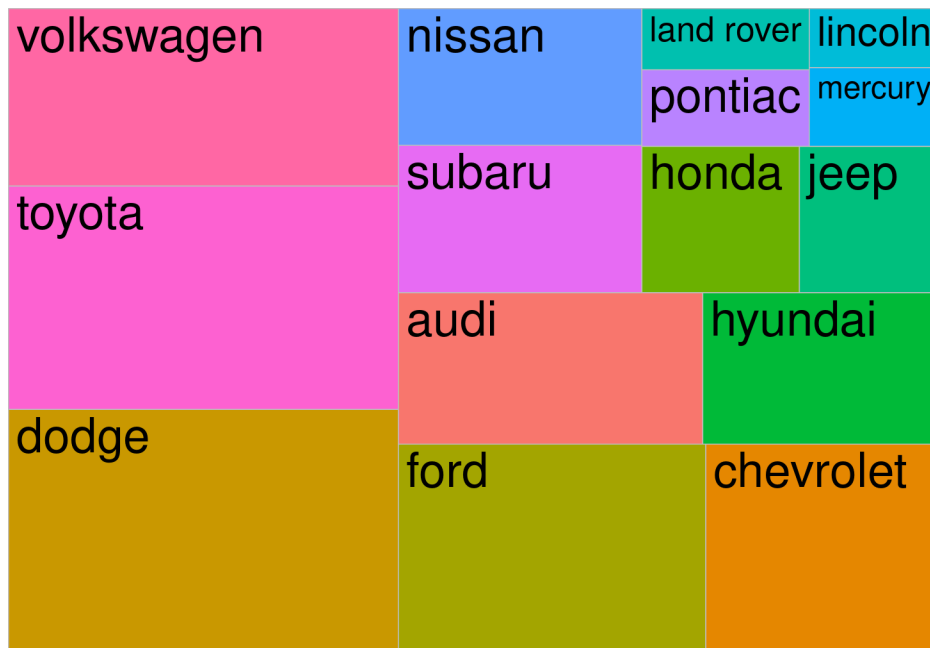 volkswagen
toyota
dodge
nissan
subaru
audi
ford
land rover
pontiac
lincoln
mercury
honda
jeep
hyundai
chevrolet